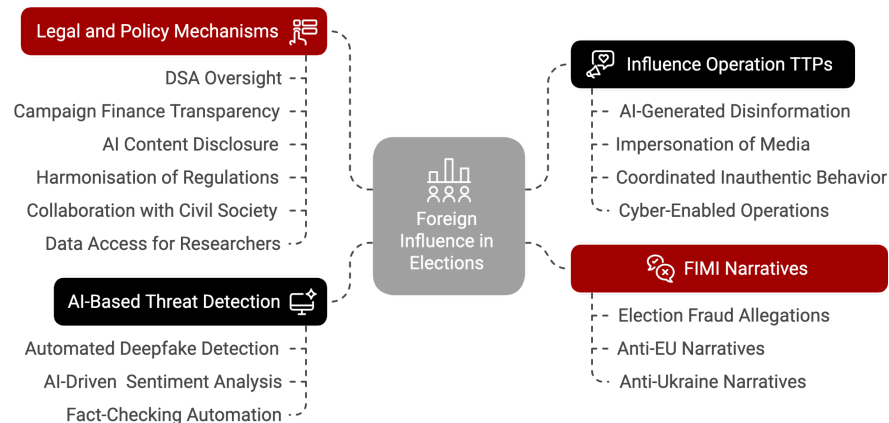 Legal and Policy Mechanisms
DSA Oversight
Campaign Finance Transparency
AI Content Disclosure
Harmonisation of Regulations
Collaboration with Civil Society
Data Access for Researchers
AI-Based Threat Detection
Automated Deepfake Detection
AI-Driven Sentiment Analysis
Fact-Checking Automation
Foreign
Influence in
Elections
Influence Operation TTPs
AI-Generated Disinformation
Impersonation of Media
Coordinated Inauthentic Behavior
Cyber-Enabled Operations
FIMI Narratives
Election Fraud Allegations
Anti-EU Narratives
Anti-Ukraine Narratives